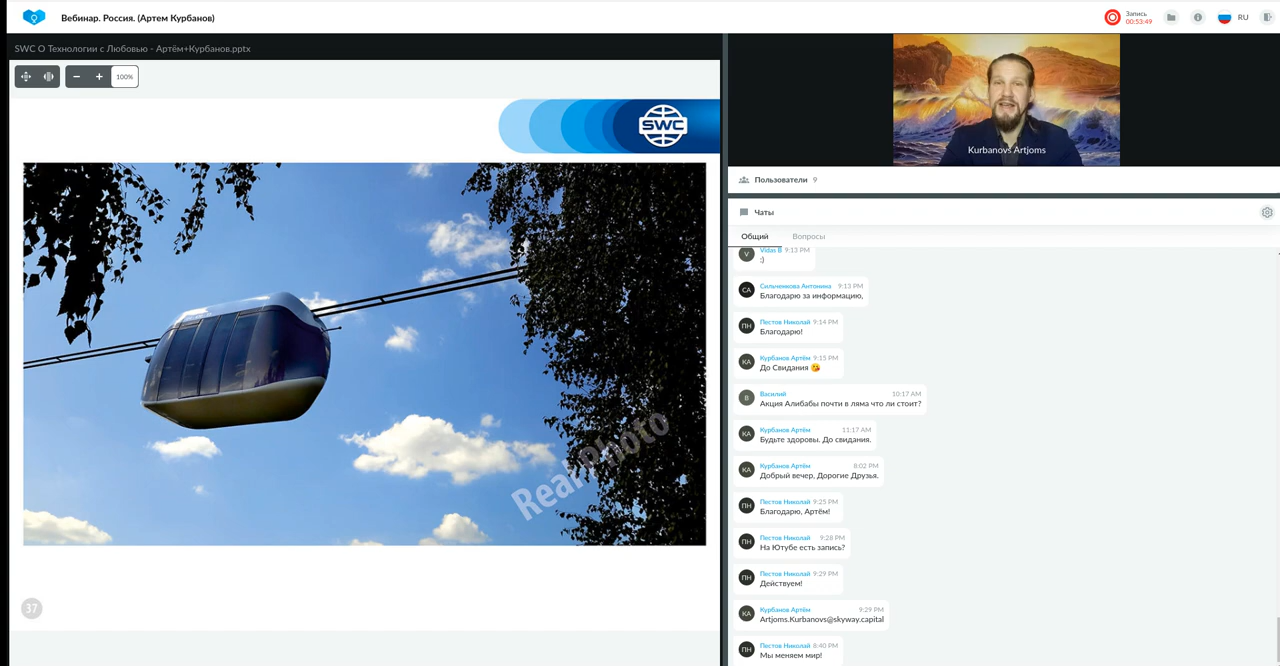 Вебинар. Россия. (Артем Курбанов)
Запись
00:53:49
RU
SWC О Технологии с Любовью - Артём+Курбанов.pptx
100%
SWC
Real Photo
37
Kurbanovs Artjoms
Пользователи 9
Чаты
Общий
Вопросы
V
Vidas B 9:13 PM
:)
СА
Сильченкова Антонина 9:13 PM
Благодарю за информацию,
ПН
Пестов Николай 9:14 PM
Благодарю!
КА
Курбанов Артём 9:15 PM
До Свидания 😘
В
Василий 10:17 AM
Акция Алибабы почти в ляма что ли стоит?
КА
Курбанов Артём 11:17 AM
Будьте здоровы. До свидания.
КА
Курбанов Артём 8:02 PM
Добрый вечер, Дорогие Друзья.
ПН
Пестов Николай 9:25 PM
Благодарю, Артём!
ПН
Пестов Николай 9:28 PM
На Ютубе есть запись?
ПН
Пестов Николай 9:29 PM
Действуем!
КА
Курбанов Артём 9:29 PM
Artjoms.Kurbanovs@skyway.capital
ПН
Пестов Николай 8:40 PM
Мы меняем мир!